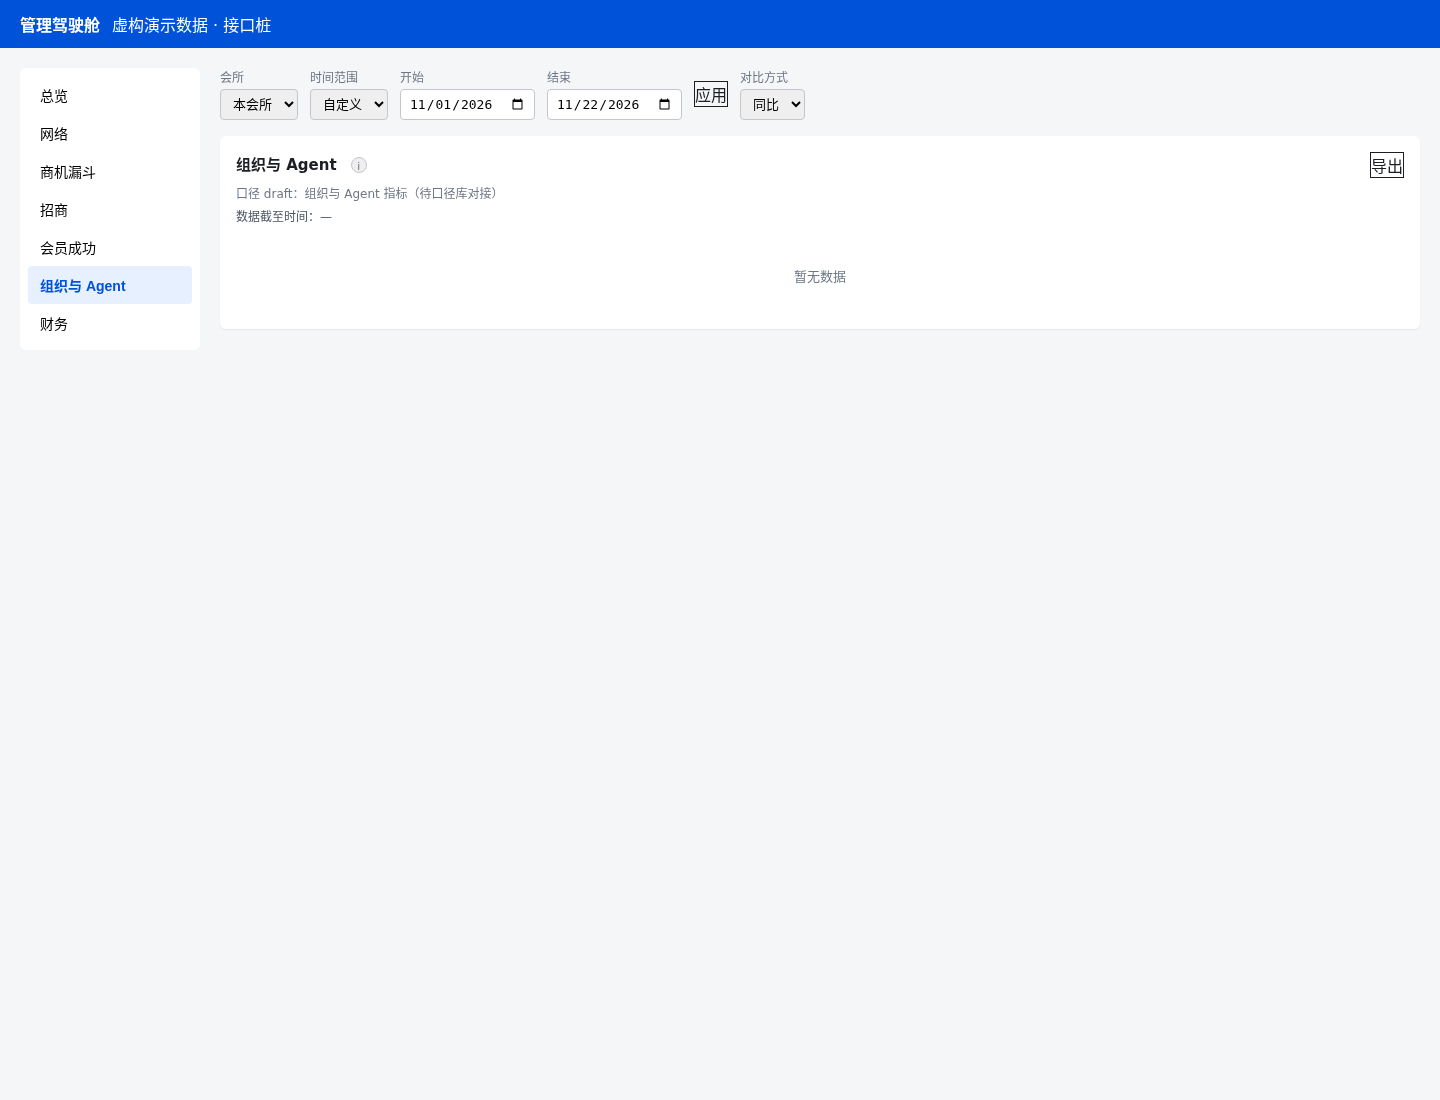 管理驾驶舱 虚构演示数据 · 接口桩
总览
网络
商机漏斗
招商
会员成功
组织与 Agent
财务
会所 时间范围 开始 结束 对比方式
本会所 自定义 11/01/2026 11/22/2026 应用 同比
组织与 Agent i 导出
口径 draft：组织与 Agent 指标（待口径库对接）
数据截至时间：—
暂无数据